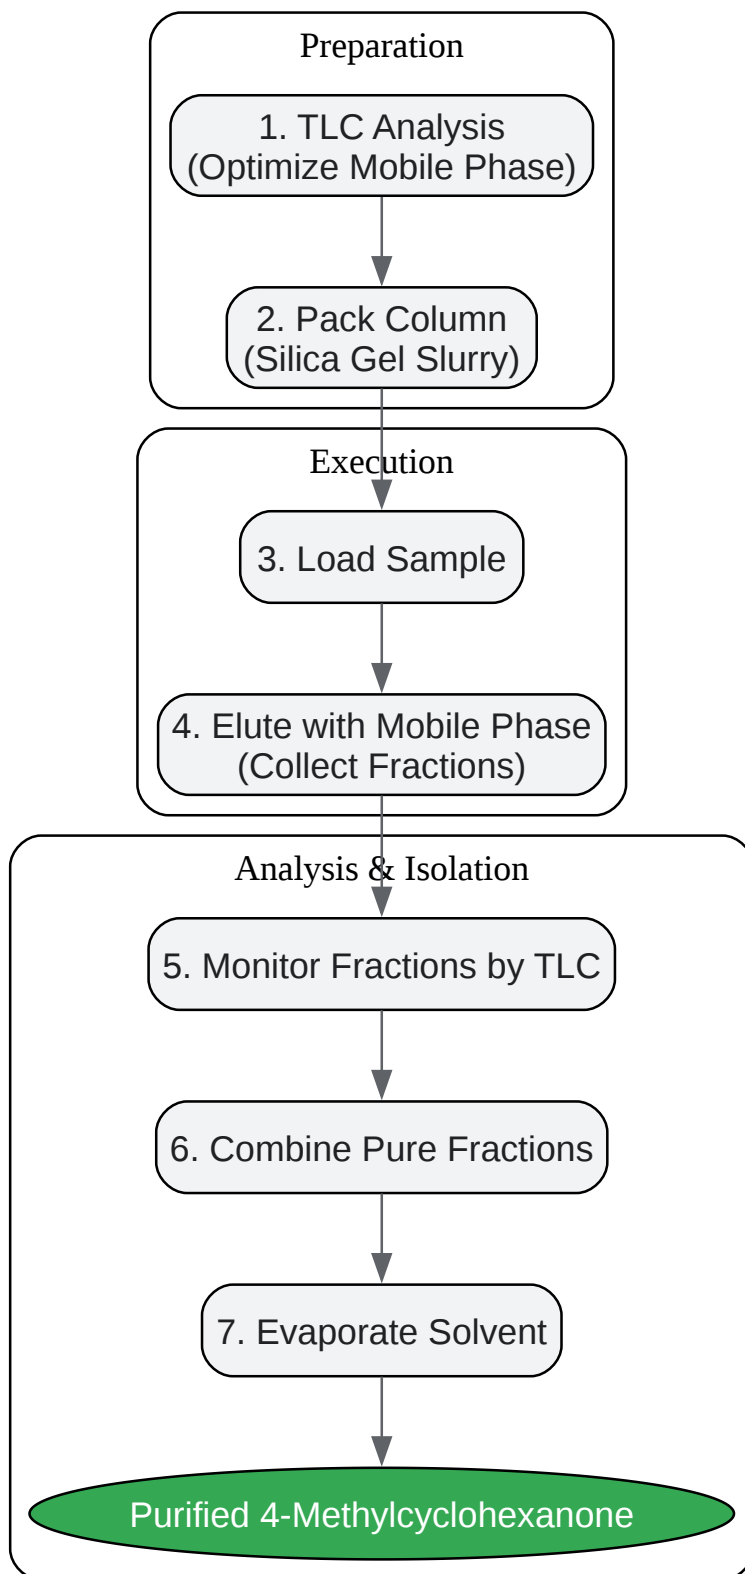 Preparation
1. TLC Analysis
(Optimize Mobile Phase)
2. Pack Column
(Silica Gel Slurry)
Execution
3. Load Sample
4. Elute with Mobile Phase
(Collect Fractions)
Analysis & Isolation
5. Monitor Fractions by TLC
6. Combine Pure Fractions
7. Evaporate Solvent
Purified 4-Methylcyclohexanone